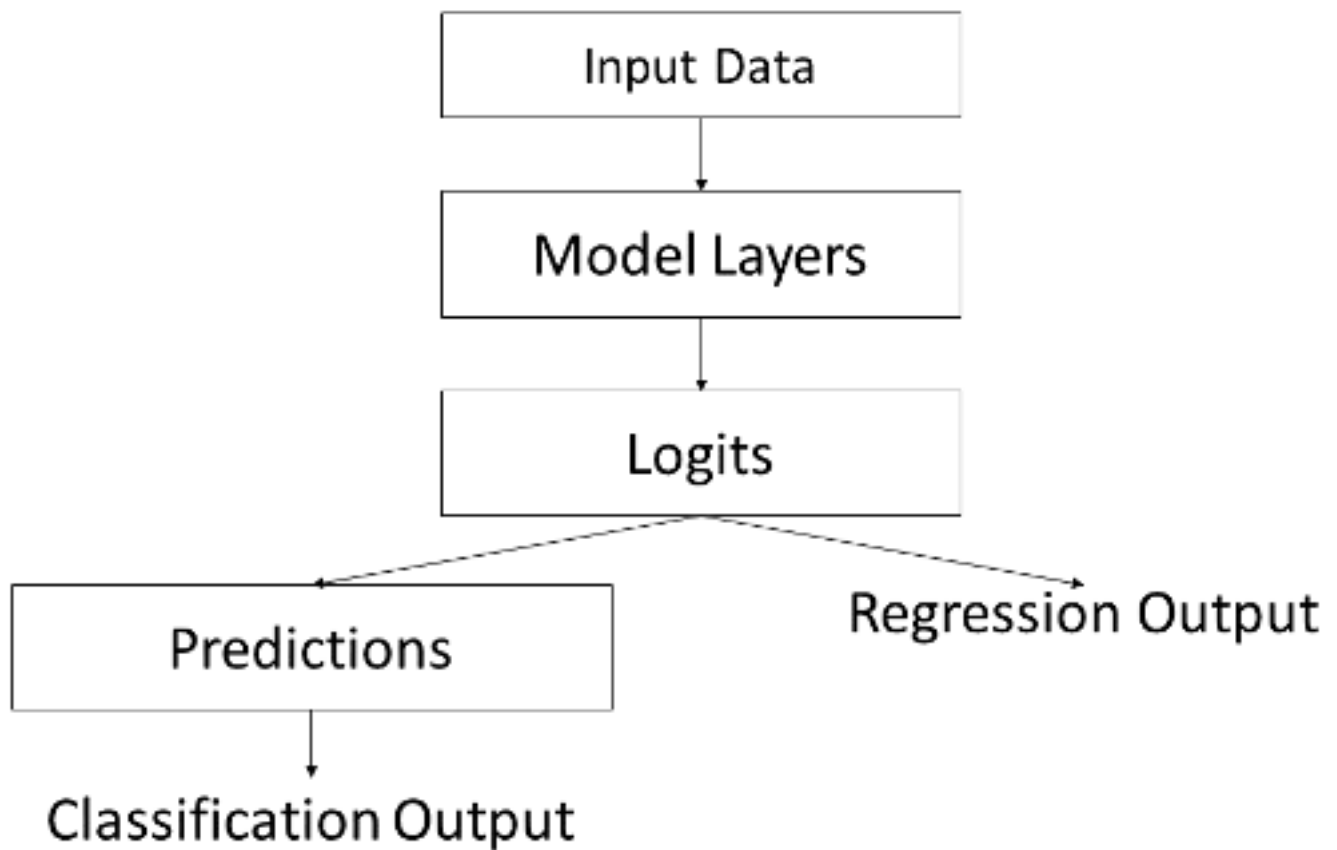 Input Data
Model Layers
Logits
Predictions
Regression Output
Classification Output